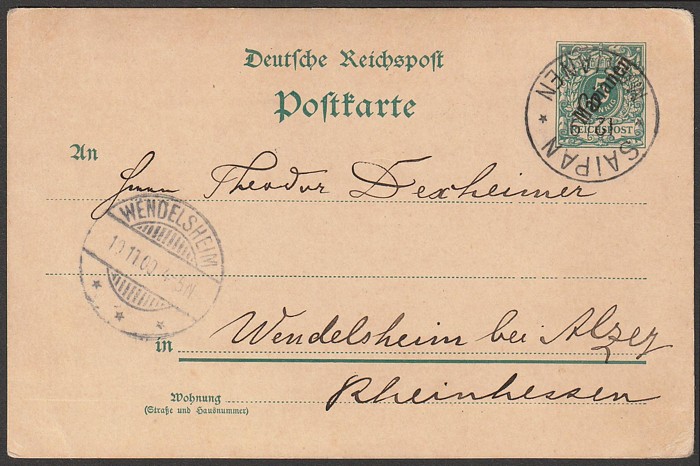 Deutsche Reichspost
Postkarte
5
Marianen
REICHSPOST
SAIPAN
An
Herrn Theodor Dexheimer
WENDELSHEIM
in Wendelsheim bei Alzey
Rheinhessen
Wohnung
(Straße und Hausnummer)